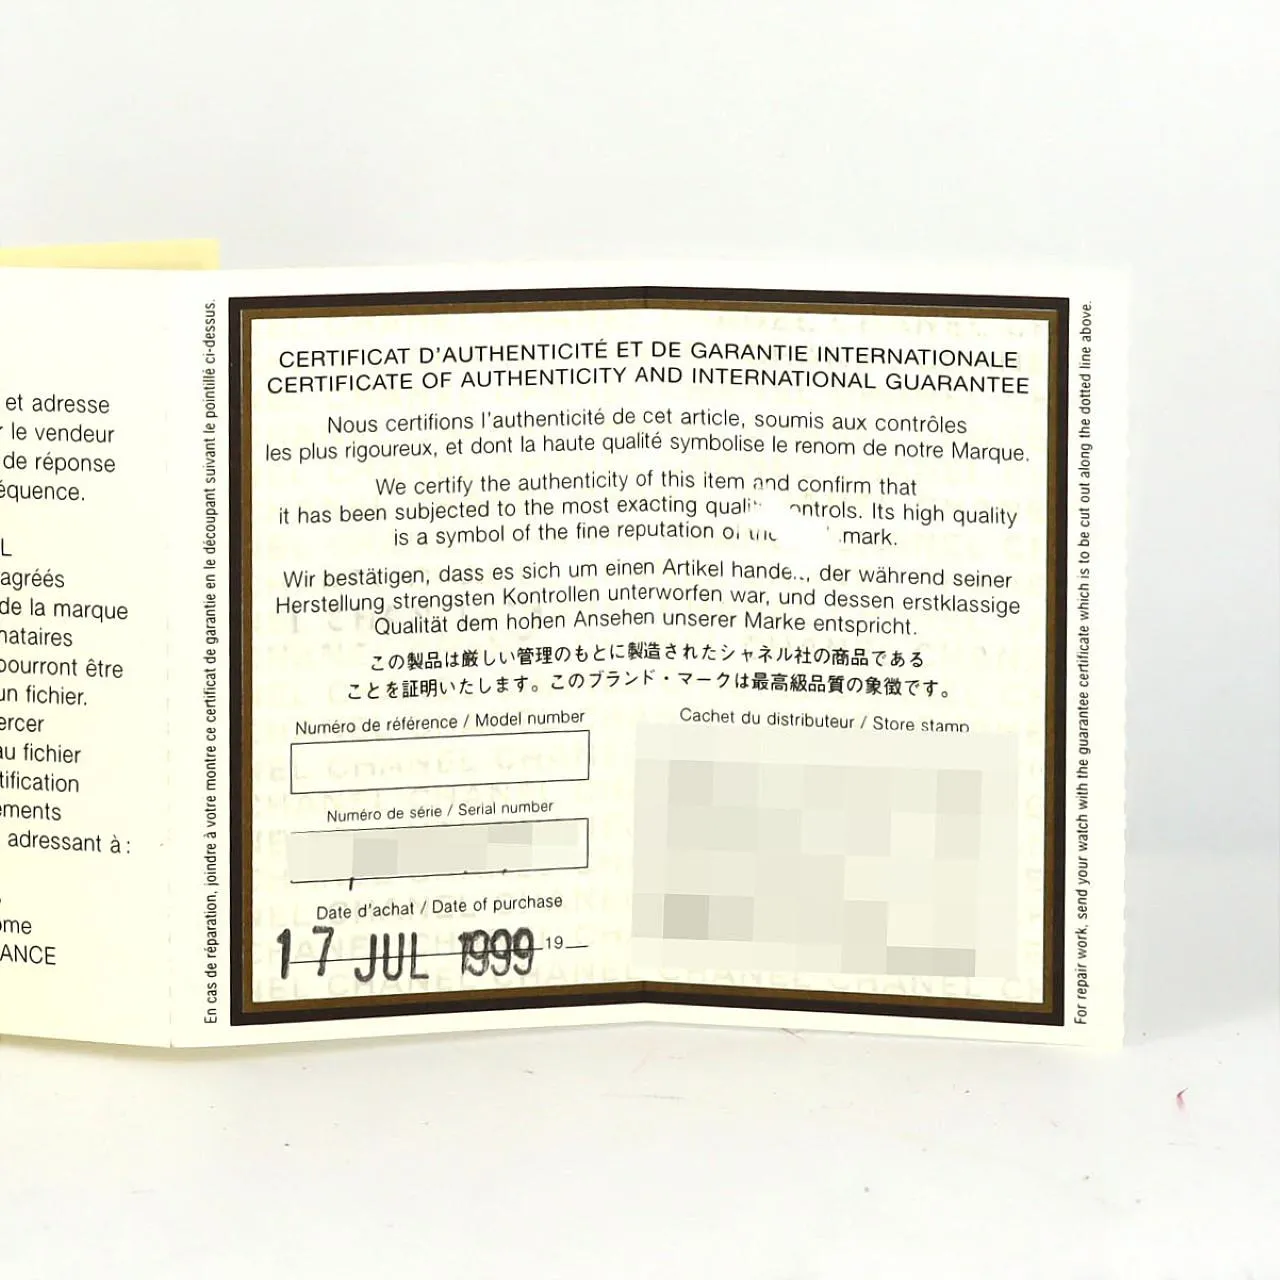 et adresse
le vendeur
de réponse
équence.
L
agréés
de la marque
nataires
pourront être
un fichier.
ercer
au fichier
tification
ements
adressant à :
ome
ANCE
En cas de réparation, joindre à votre montre ce certificat de garantie en le découpant suivant le pointillé ci-dessus.
CERTIFICAT D'AUTHENTICITÉ ET DE GARANTIE INTERNATIONALE
CERTIFICATE OF AUTHENTICITY AND INTERNATIONAL GUARANTEE
Nous certifions l'authenticité de cet article, soumis aux contrôles
les plus rigoureux, et dont la haute qualité symbolise le renom de notre Marque.
We certify the authenticity of this item and confirm that
it has been subjected to the most exacting quali ontrols. Its high quality
is a symbol of the fine reputation of the mark.
Wir bestätigen, dass es sich um einen Artikel hande.., der während seiner
Herstellung strengsten Kontrollen unterworfen war, und dessen erstklassige
Qualität dem hohen Ansehen unserer Marke entspricht.
この製品は厳しい管理のもとに製造されたシャネル社の商品である
ことを証明いたします。このブランド・マークは最高級品質の象徴です。
Numéro de référence / Model number
Numéro de série / Serial number
Date d'achat / Date of purchase
17 JUL 1999 19
Cachet du distributeur / Store stamp
For repair work, send your watch with the guarantee certificate which is to be cut out along the dotted line above.